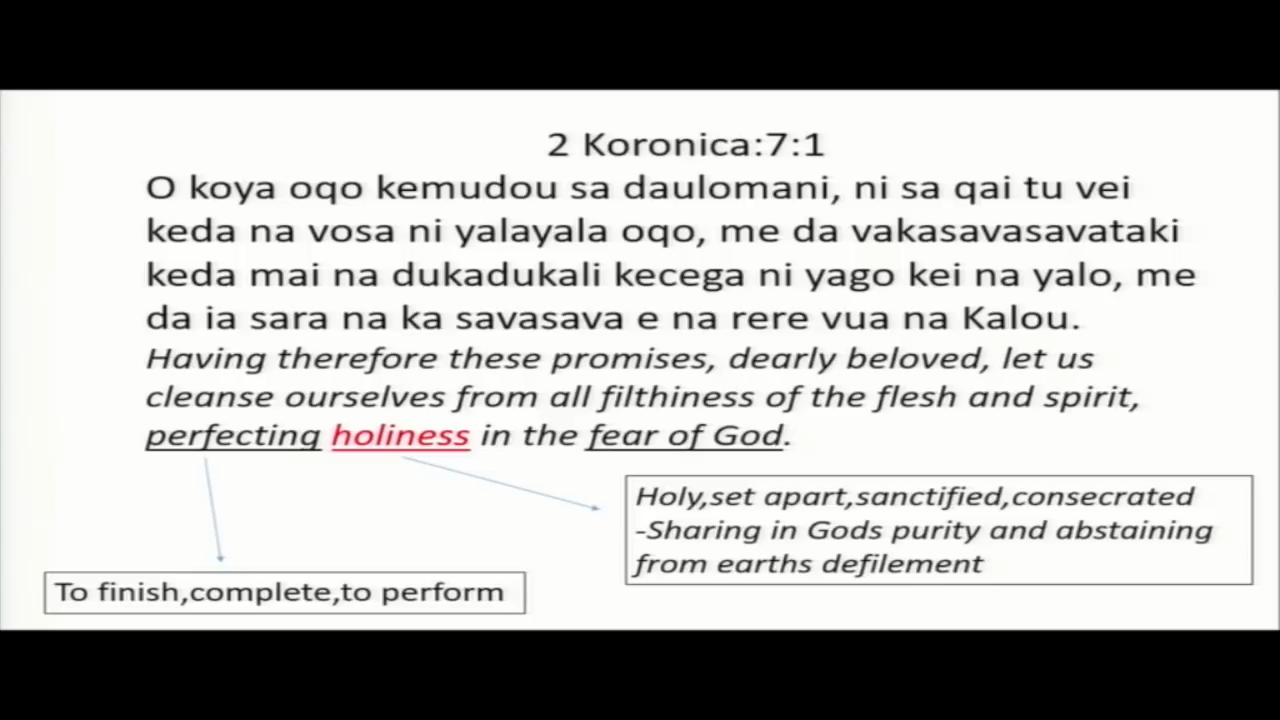 2 Koronica:7:1
O koya oqo kemudou sa daulomani, ni sa qai tu vei
keda na vosa ni yalayala oqo, me da vakasavasavataki
keda mai na dukadukali kecega ni yago kei na yalo, me
da ia sara na ka savasava e na rere vua na Kalou.
Having therefore these promises, dearly beloved, let us
cleanse ourselves from all filthiness of the flesh and spirit,
perfecting holiness in the fear of God.
Holy,set apart,sanctified,consecrated
-Sharing in Gods purity and abstaining
from earths defilement
To finish,complete,to perform